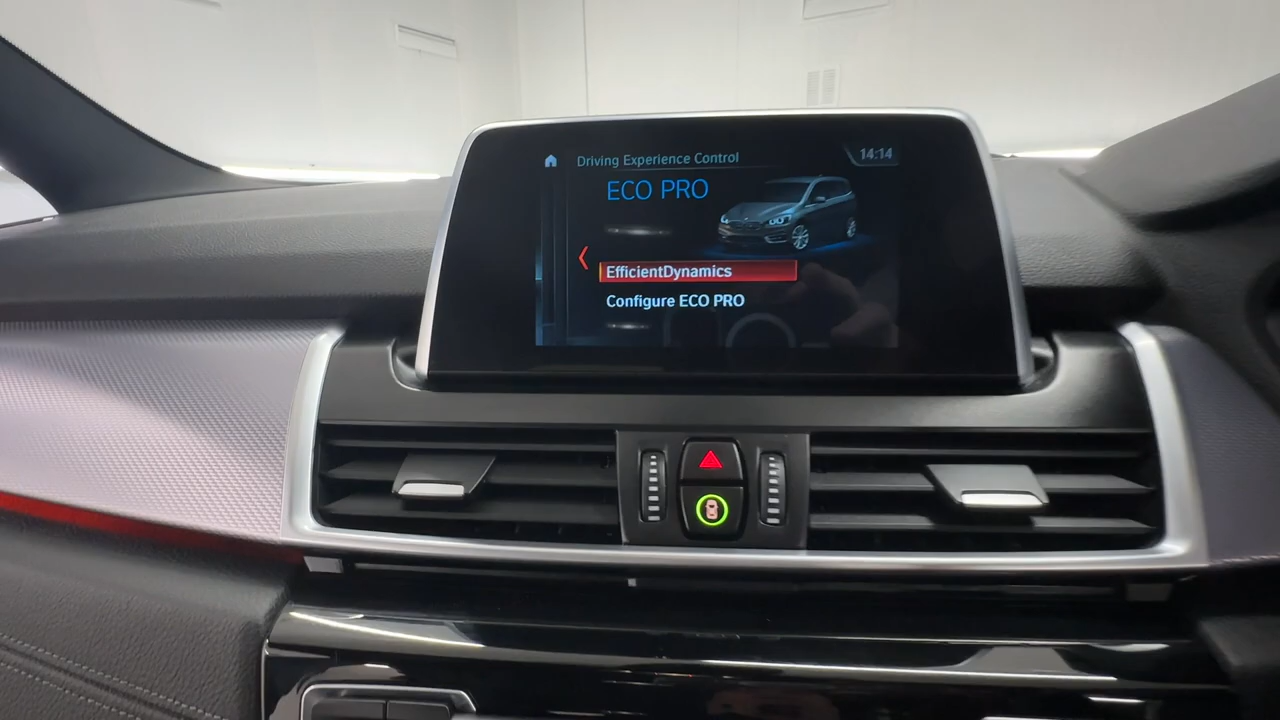 Driving Experience Control
14:14
ECO PRO
EfficientDynamics
Configure ECO PRO